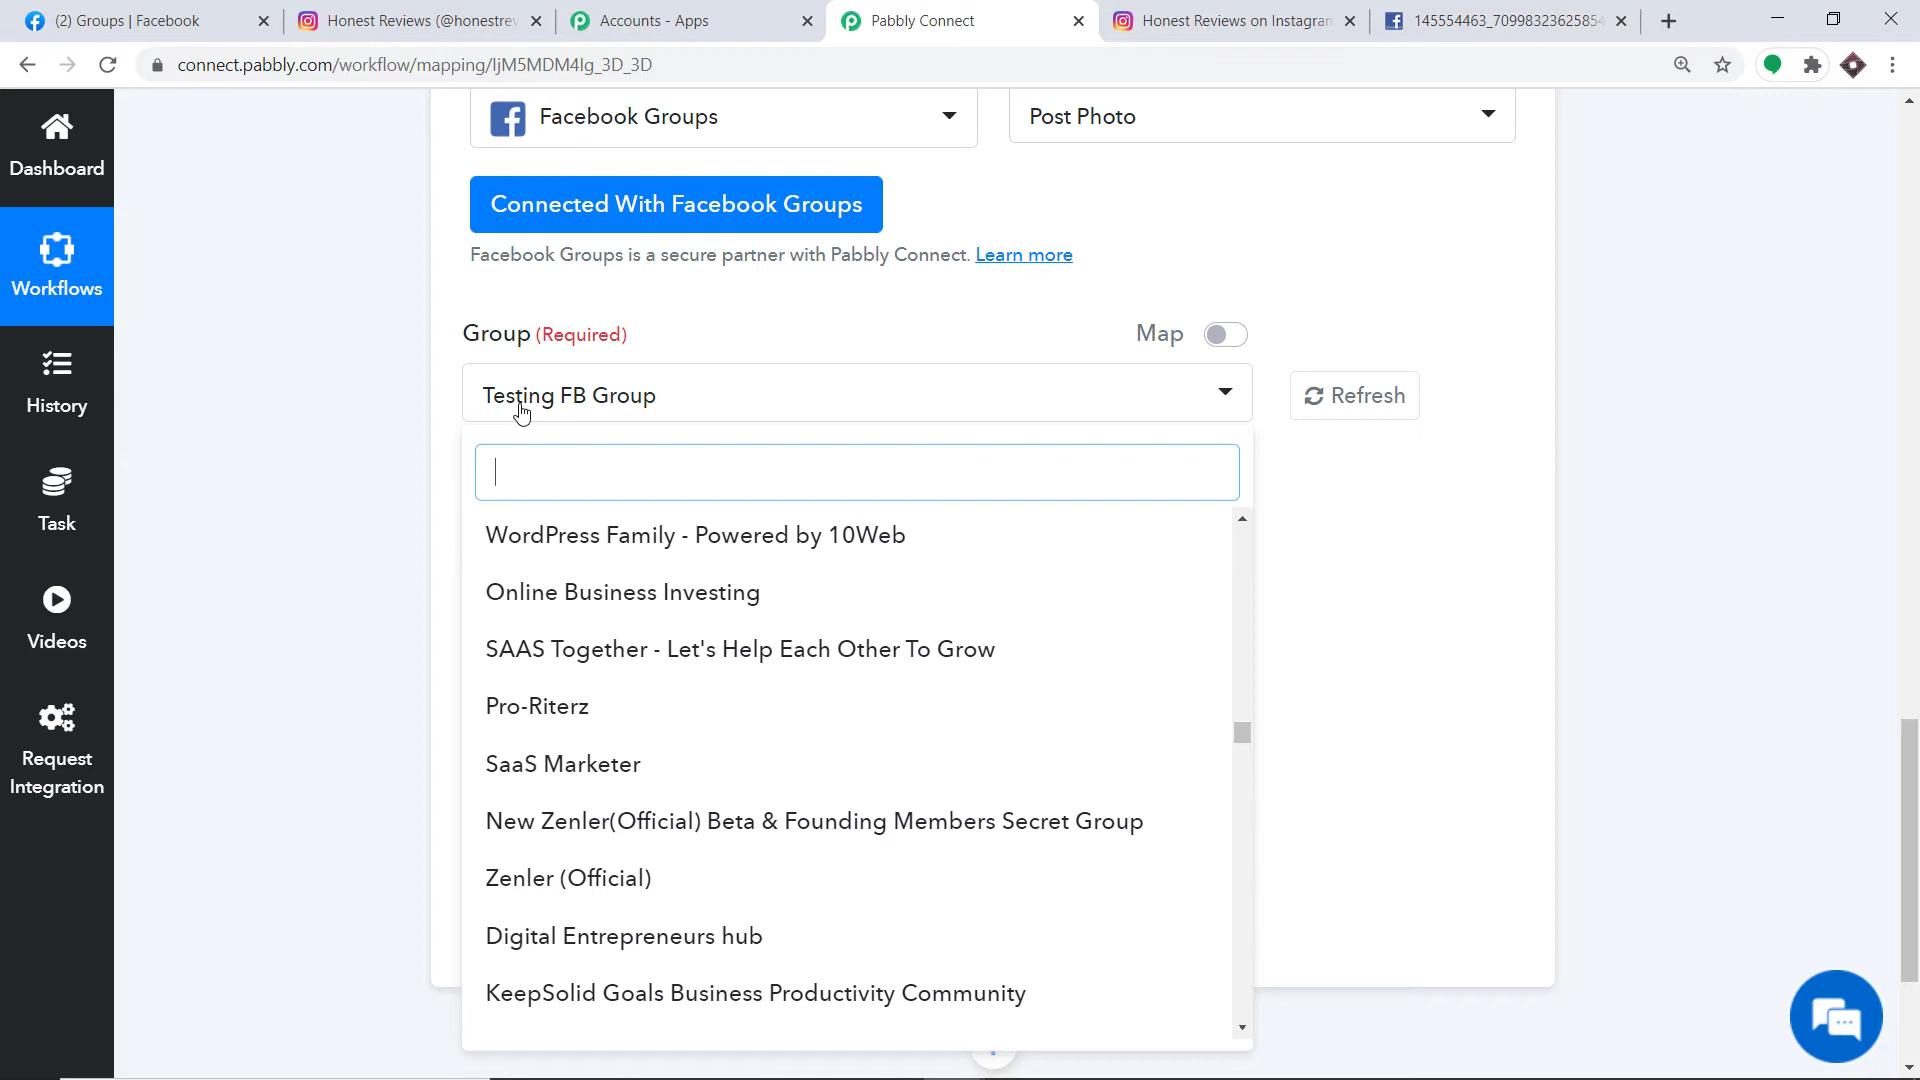 (2) Groups | Facebook
Honest Reviews (@honestrev
Accounts - Apps
Pabbly Connect
Honest Reviews on Instagram
145554463_70998323625854
connect.pabbly.com/workflow/mapping/IjM5MDM4Ig_3D_3D
Dashboard
Workflows
History
Task
Videos
Request
Integration
Facebook Groups
Post Photo
Connected With Facebook Groups
Facebook Groups is a secure partner with Pabbly Connect. Learn more
Group (Required)
Map
Testing FB Group
Refresh
WordPress Family - Powered by 10Web
Online Business Investing
SAAS Together - Let's Help Each Other To Grow
Pro-Riterz
SaaS Marketer
New Zenler(Official) Beta & Founding Members Secret Group
Zenler (Official)
Digital Entrepreneurs hub
KeepSolid Goals Business Productivity Community